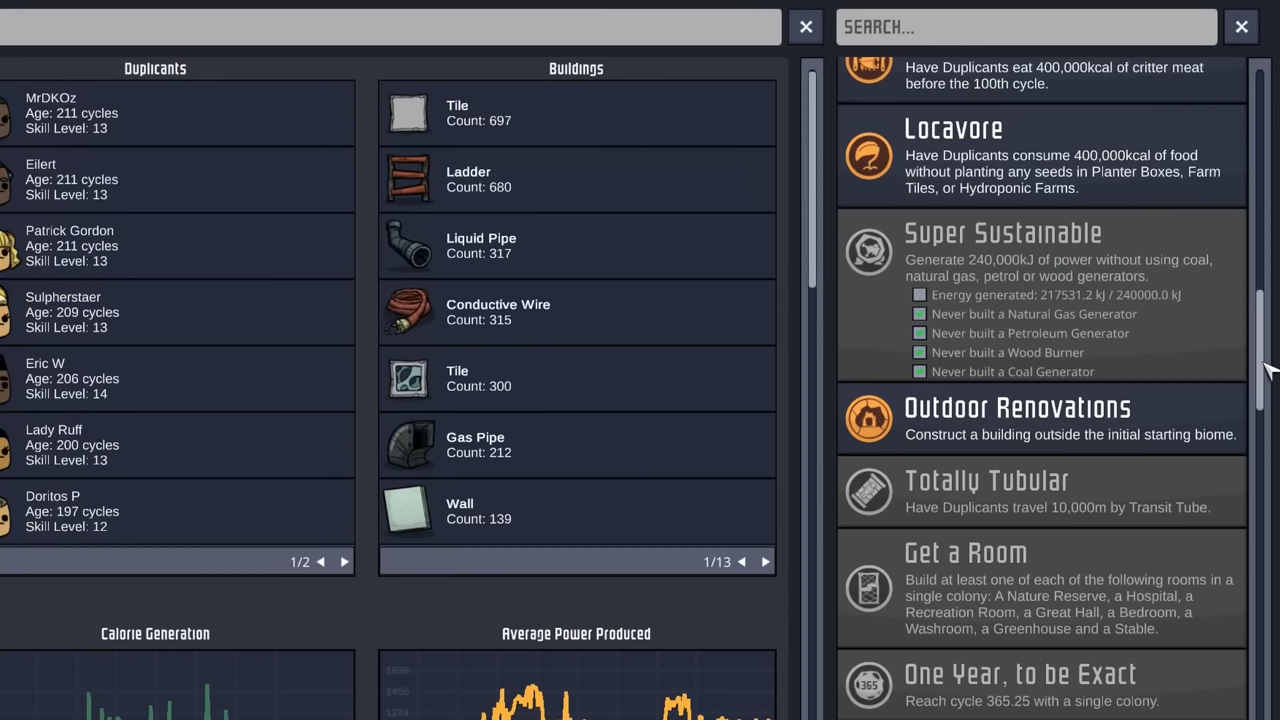 SEARCH...
Duplicants
MrDKOz
Age: 211 cycles
Skill Level: 13
Eilert
Age: 211 cycles
Skill Level: 13
Patrick Gordon
Age: 211 cycles
Skill Level: 13
Sulpherstaer
Age: 209 cycles
Skill Level: 13
Eric W
Age: 206 cycles
Skill Level: 14
Lady Ruff
Age: 200 cycles
Skill Level: 13
Doritos P
Age: 197 cycles
Skill Level: 12
1/2
Buildings
Tile
Count: 697
Ladder
Count: 680
Liquid Pipe
Count: 317
Conductive Wire
Count: 315
Tile
Count: 300
Gas Pipe
Count: 212
Wall
Count: 139
1/13
Calorie Generation
Average Power Produced
1639
1456
1274
Have Duplicants eat 400,000kcal of critter meat
before the 100th cycle.
Locavore
Have Duplicants consume 400,000kcal of food
without planting any seeds in Planter Boxes, Farm
Tiles, or Hydroponic Farms.
Super Sustainable
Generate 240,000kJ of power without using coal,
natural gas, petrol or wood generators.
Energy generated: 217531.2 kJ / 240000.0 kJ
Never built a Natural Gas Generator
Never built a Petroleum Generator
Never built a Wood Burner
Never built a Coal Generator
Outdoor Renovations
Construct a building outside the initial starting biome.
Totally Tubular
Have Duplicants travel 10,000m by Transit Tube.
Get a Room
Build at least one of each of the following rooms in a
single colony: A Nature Reserve, a Hospital, a
Recreation Room, a Great Hall, a Bedroom, a
Washroom, a Greenhouse and a Stable.
365
One Year, to be Exact
Reach cycle 365.25 with a single colony.